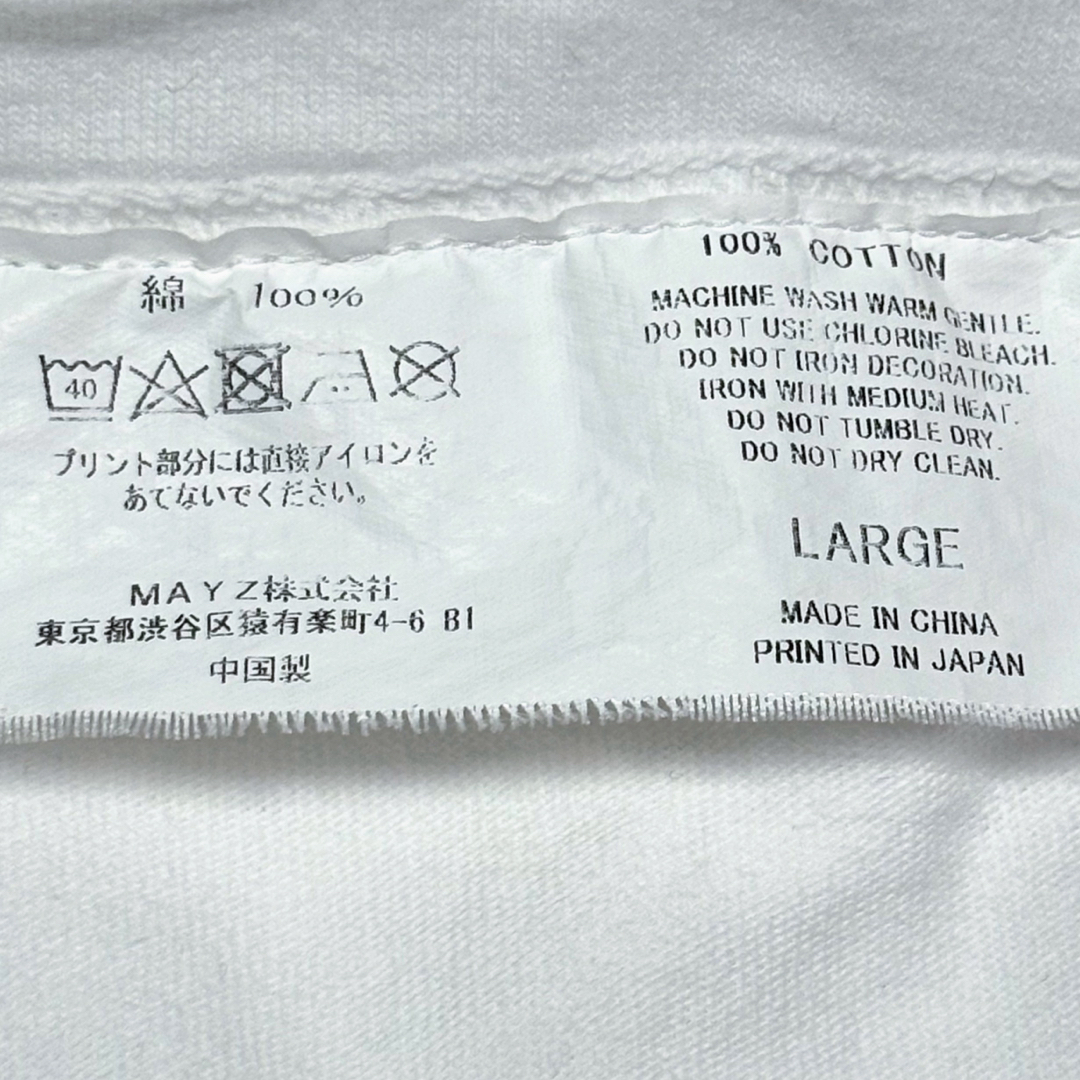 綿 100%
40
プリント部分には直接アイロンを
あてないでください。
MAYZ株式会社
東京都渋谷区猿有楽町4-6 B1
中国製
100% COTTON
MACHINE WASH WARM GENTLE.
DO NOT USE CHLORINE BLEACH.
DO NOT IRON DECORATION.
IRON WITH MEDIUM HEAT.
DO NOT TUMBLE DRY.
DO NOT DRY CLEAN.
LARGE
MADE IN CHINA
PRINTED IN JAPAN